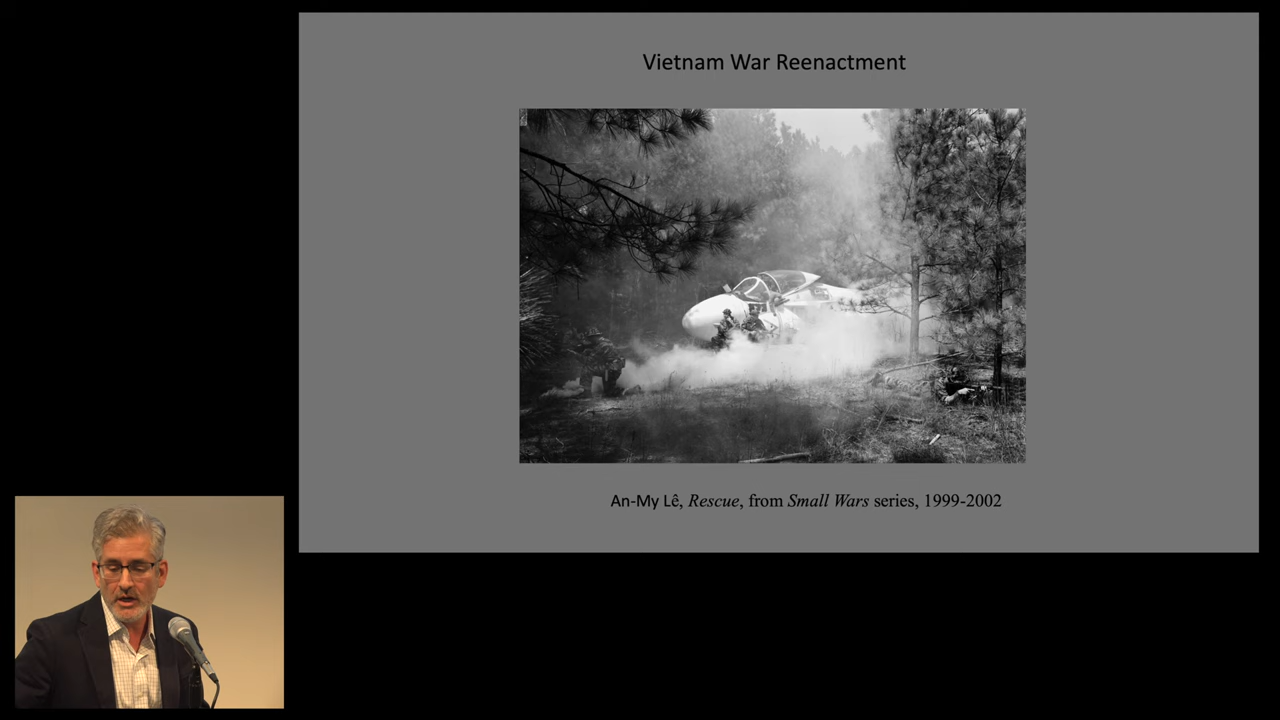 Vietnam War Reenactment
An-My Lê, Rescue, from Small Wars series, 1999-2002